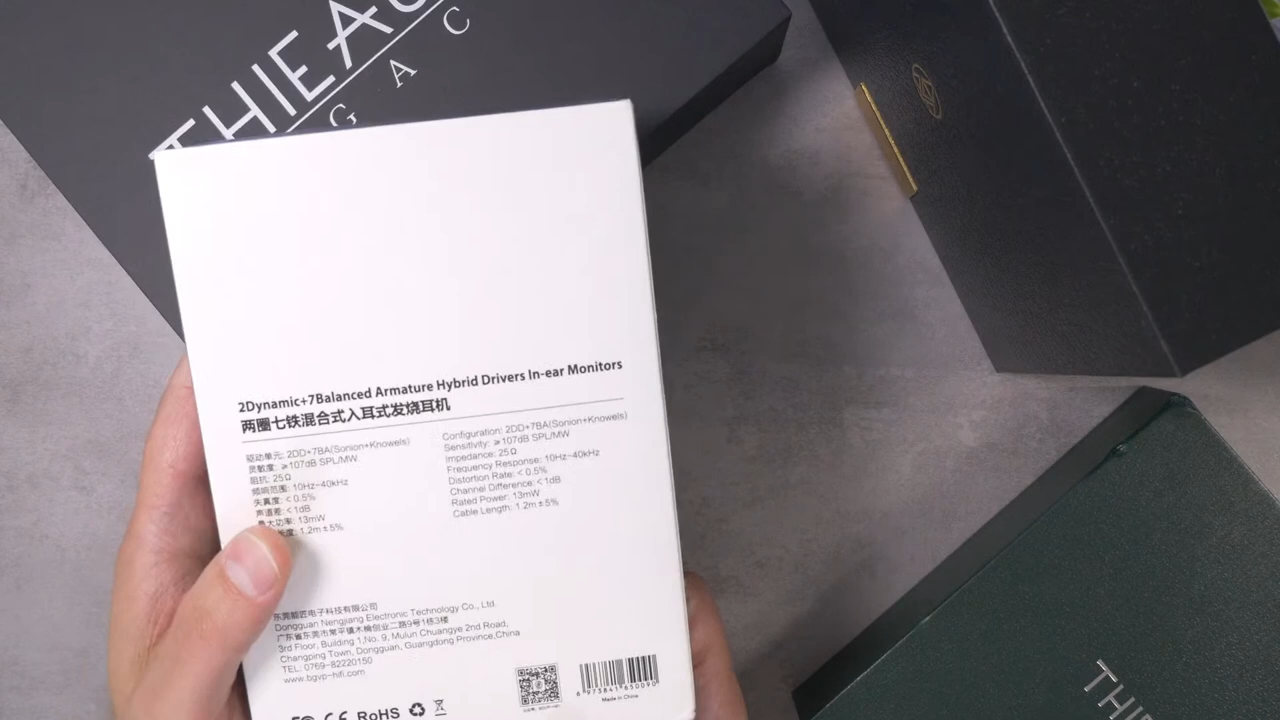 THIEAU
G A C
2Dynamic+7Balanced Armature Hybrid Drivers In-ear Monitors
两圈七铁混合式入耳式发烧耳机
驱动单元: 2DD+7BA(Sonion+Knowels)
灵敏度: ≥107dB SPL/MW
阻抗: 25Ω
频响范围: 10Hz-40kHz
失真度: <0.5%
声道差: <1dB
最大功率: 13mW
长度: 1.2m±5%
Configuration: 2DD+7BA(Sonion+Knowels)
Sensitivity: ≥107dB SPL/MW
Impedance: 25Ω
Frequency Response: 10Hz-40kHz
Distortion Rate: <0.5%
Channel Difference: <1dB
Rated Power: 13mW
Cable Length: 1.2m±5%
东莞能匠电子科技有限公司
Dongguan Nengjiang Electronic Technology Co., Ltd.
广东省东莞市常平镇木棆创业二路9号1栋3楼
3rd Floor, Building 1,No. 9, Mulun Chuangye 2nd Road,
Changping Town, Dongguan, Guangdong Province,China
TEL: 0769-82220150
www.bgvp-hifi.com
CE RoHS
6 973841 650090
Made in China
THIE